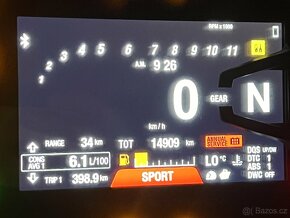 RPM x 1000
1 2 3 4 5 6 7 8 9 10 11
A.M. 9 26
0 GEAR N
km / h
RANGE 34 km TOT 14909 km ANNUAL SERVICE
CONS AVG 1 6.1 L/100 LO °C DQS UP/DW
DTC 1
ABS 1
TRIP 1 398.9 km SPORT DWC OFF